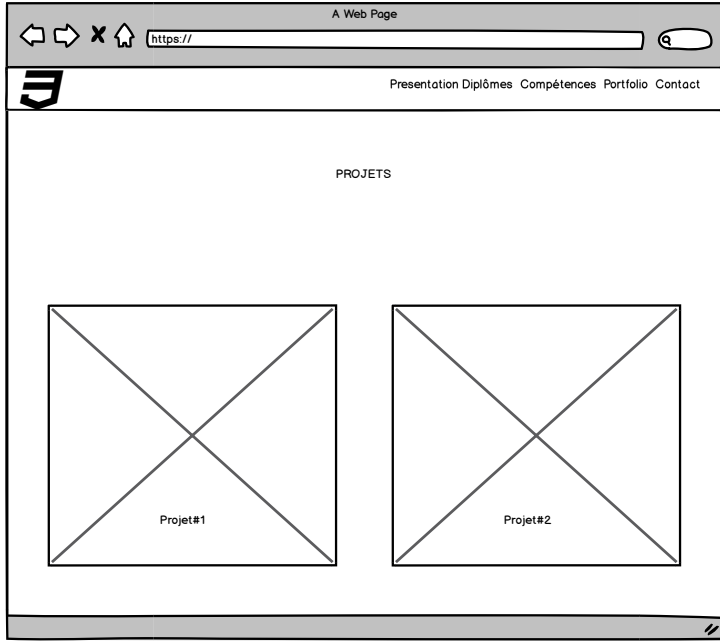 A Web Page
https://
Presentation Diplômes Compétences Portfolio Contact
PROJETS
Projet#1
Projet#2